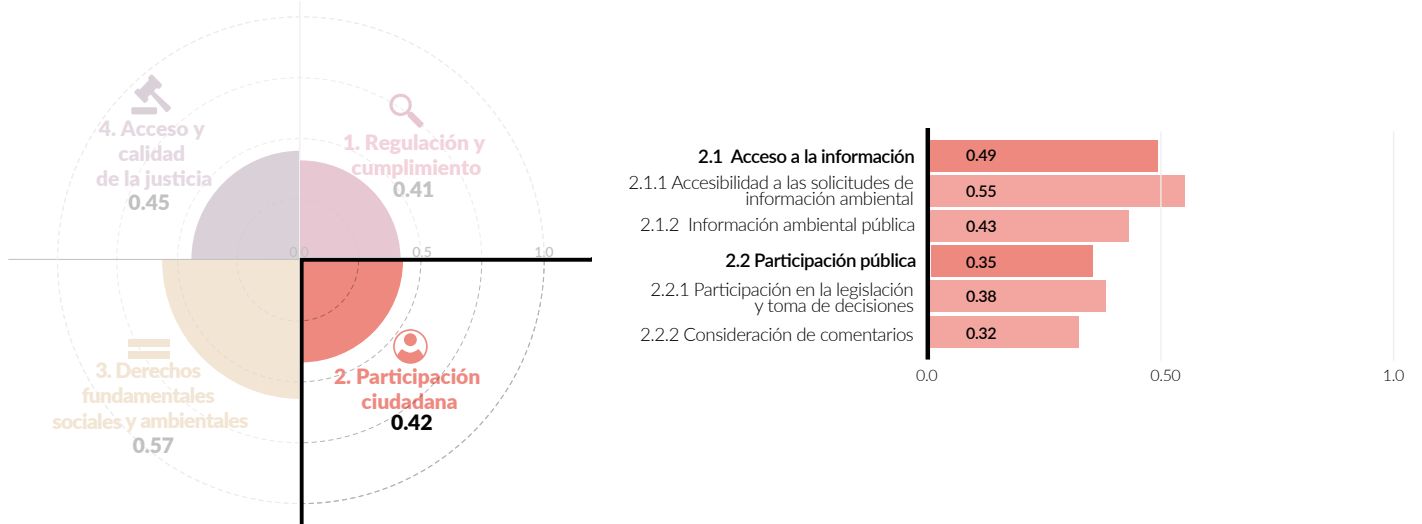 4. Acceso y
calidad
de la justicia
0.45
1. Regulación y
cumplimiento
0.41
0.0
0.5
1.0
3. Derechos
fundamentales
sociales y ambientales
0.57
2. Participación
ciudadana
0.42
2.1 Acceso a la información
0.49
2.1.1 Accesibilidad a las solicitudes de
información ambiental
0.55
2.1.2 Información ambiental pública
0.43
2.2 Participación pública
0.35
2.2.1 Participación en la legislación
y toma de decisiones
0.38
2.2.2 Consideración de comentarios
0.32
0.0
0.50
1.0